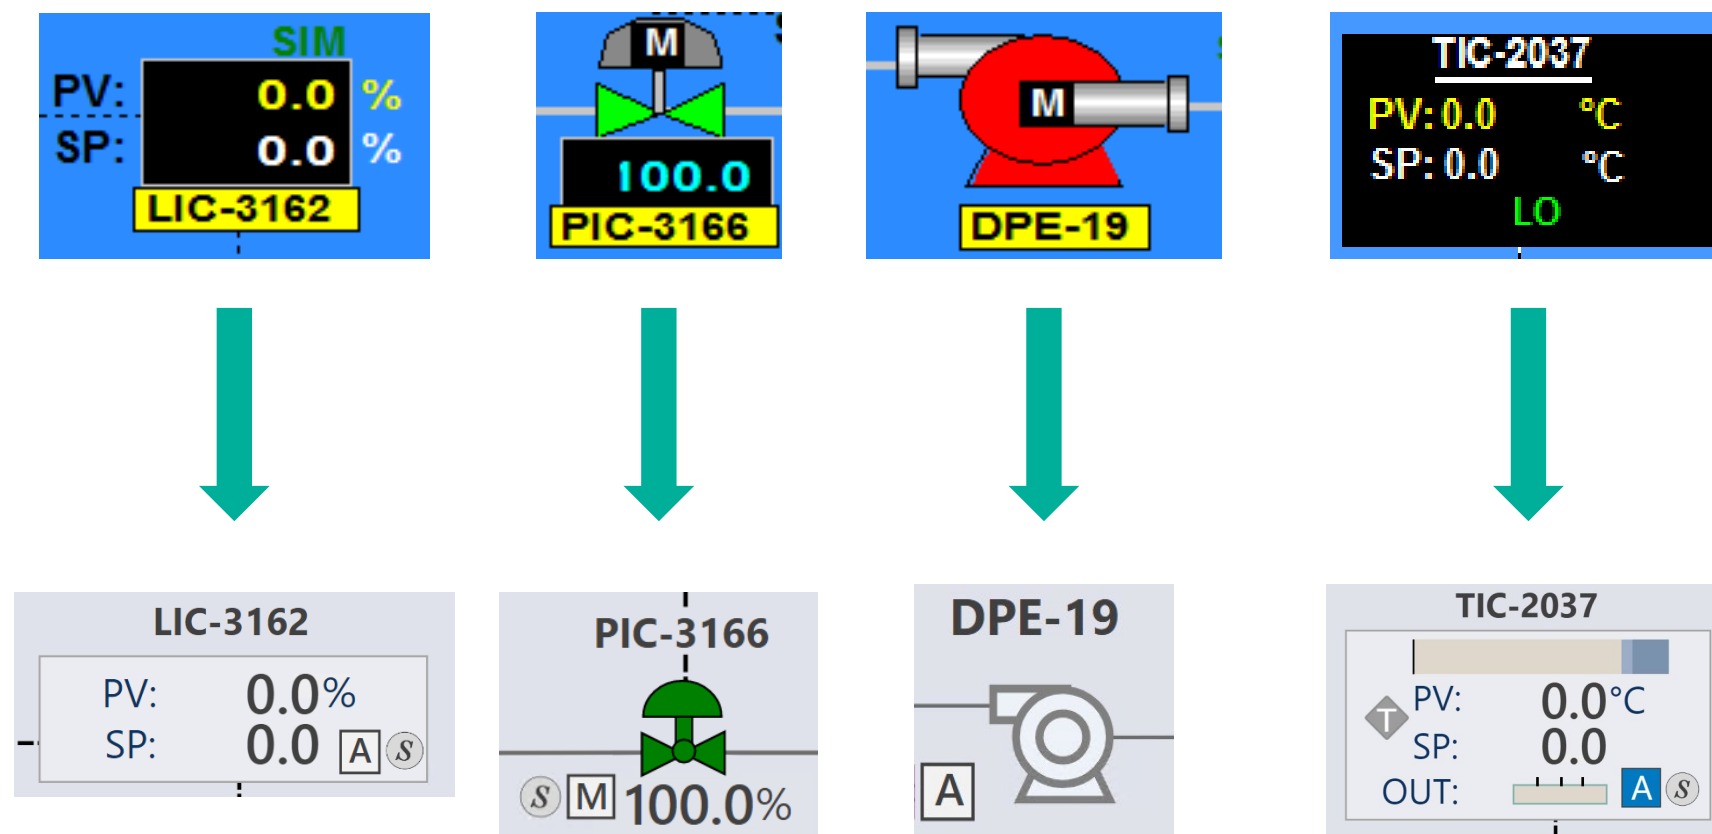 SIM
PV: 0.0 %
SP: 0.0 %
LIC-3162
M
100.0
PIC-3166
M
DPE-19
TIC-2037
PV: 0.0 °C
SP: 0.0 °C
LO
LIC-3162
PV: 0.0%
SP: 0.0 A S
PIC-3166
S M 100.0%
DPE-19
A
TIC-2037
T PV: 0.0°C
SP: 0.0
OUT: A S